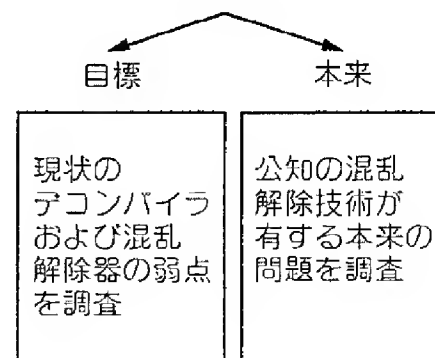 目標
本来
現状の
デコンパイラ
および混乱
解除器の弱点
を調査
公知の混乱
解除技術が
有する本来の
問題を調査